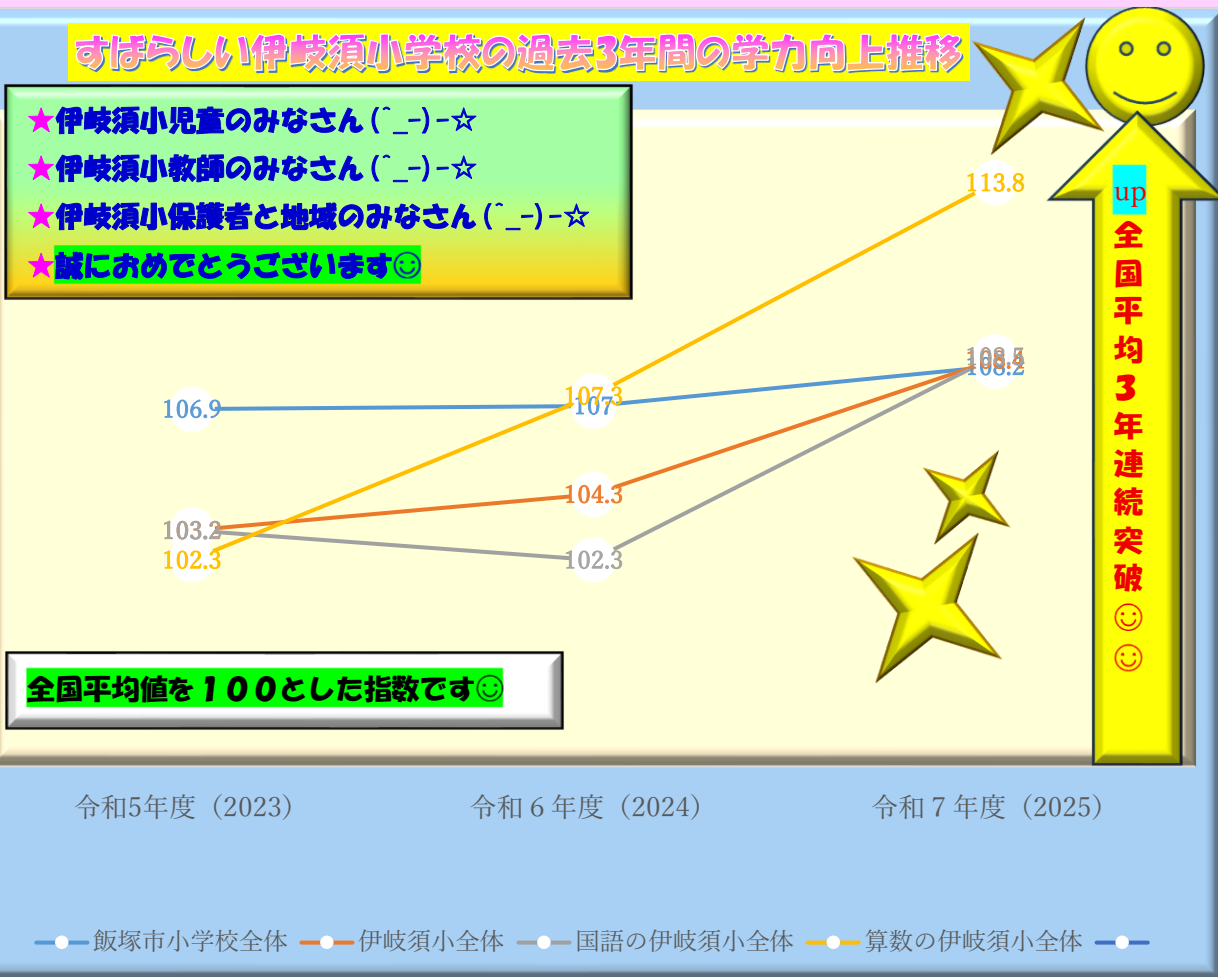 すばらしい伊岐須小学校の過去3年間の学力向上推移
★伊岐須小児童のみなさん(^_-)-☆
★伊岐須小教師のみなさん(^_-)-☆
★伊岐須小保護者と地域のみなさん(^_-)-☆
★誠におめでとうございます☺
up全国平均3年連続突破☺☺
113.8
108.2
106.9
107.3
107
104.3
103.2
102.3
102.3
全国平均値を１００とした指数です☺
令和5年度（2023）
令和６年度（2024）
令和７年度（2025）
飯塚市小学校全体
伊岐須小全体
国語の伊岐須小全体
算数の伊岐須小全体